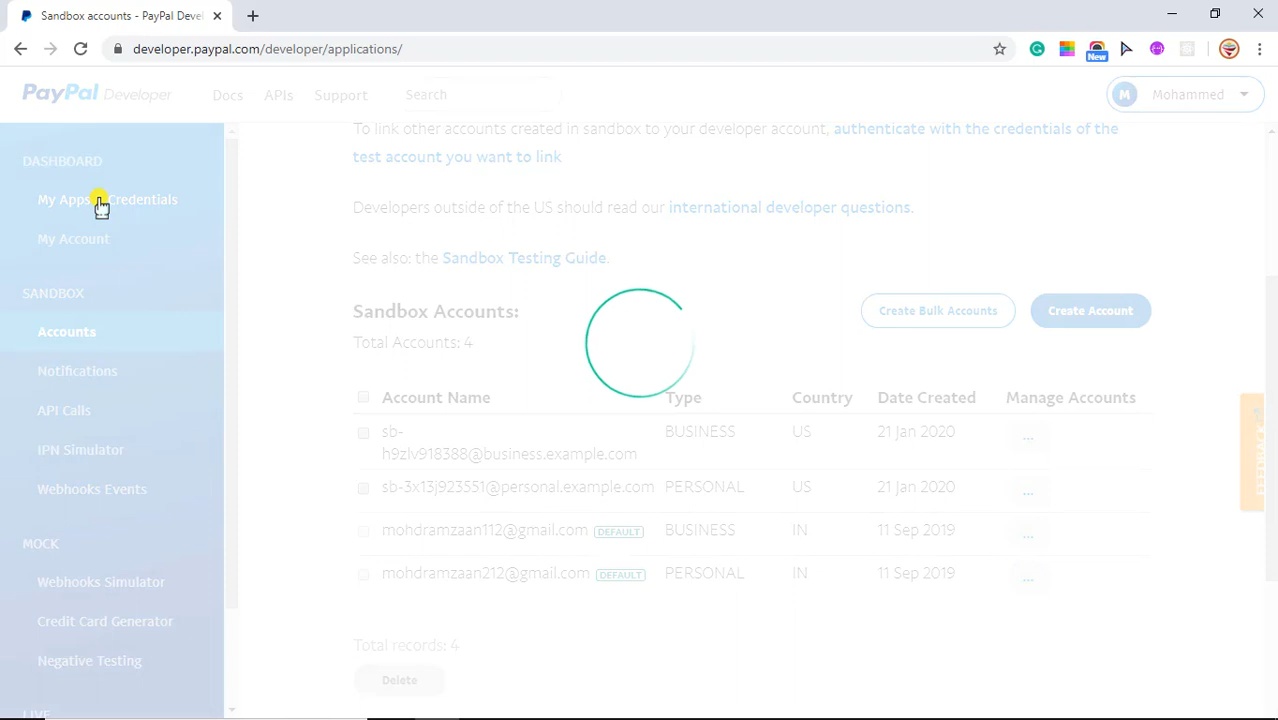 Sandbox accounts - PayPal Devel
developer.paypal.com/developer/applications/
New
PayPal Developer
Docs
APIs
Support
Search
M
Mohammed
DASHBOARD
My Apps Credentials
My Account
SANDBOX
Accounts
Notifications
API Calls
IPN Simulator
Webhooks Events
MOCK
Webhooks Simulator
Credit Card Generator
Negative Testing
LIVE
To link other accounts created in sandbox to your developer account, authenticate with the credentials of the
test account you want to link
Developers outside of the US should read our international developer questions.
See also: the Sandbox Testing Guide.
Sandbox Accounts:
Create Bulk Accounts
Create Account
Total Accounts: 4
Account Name Type Country Date Created Manage Accounts
sb-
h9zlv918388@business.example.com BUSINESS US 21 Jan 2020 ...
sb-3x13j923551@personal.example.com PERSONAL US 21 Jan 2020 ...
mohdramzaan112@gmail.com DEFAULT BUSINESS IN 11 Sep 2019 ...
mohdramzaan212@gmail.com DEFAULT PERSONAL IN 11 Sep 2019 ...
Total records: 4
Delete
FEEDBACK